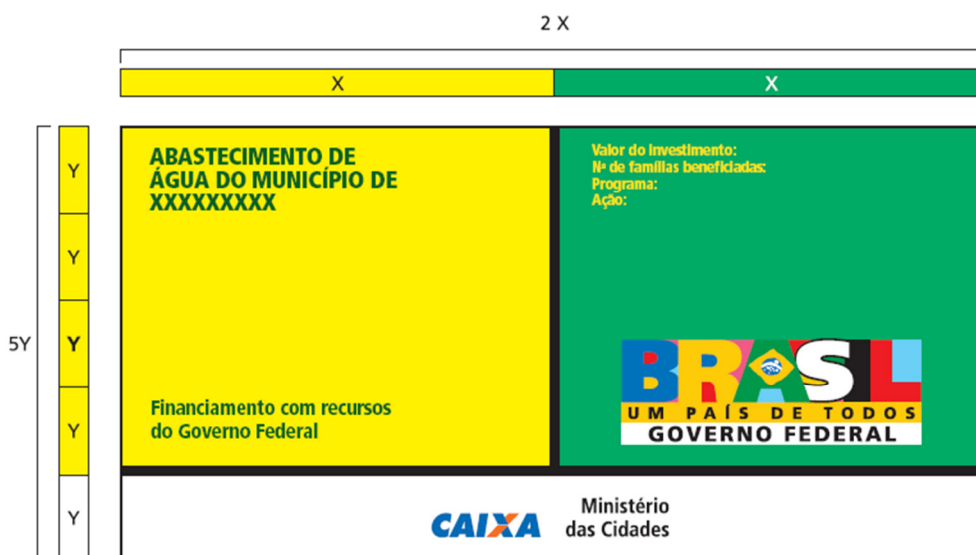 2 X
X
X
5Y
Y
Y
Y
Y
Y
ABASTECIMENTO DE
ÁGUA DO MUNICÍPIO DE
XXXXXXXXX
Financiamento com recursos
do Governo Federal
Valor do investimento:
Nº de famílias beneficiadas:
Programa:
Ação:
BRASIL
UM PAÍS DE TODOS
GOVERNO FEDERAL
CAIXA
Ministério
das Cidades